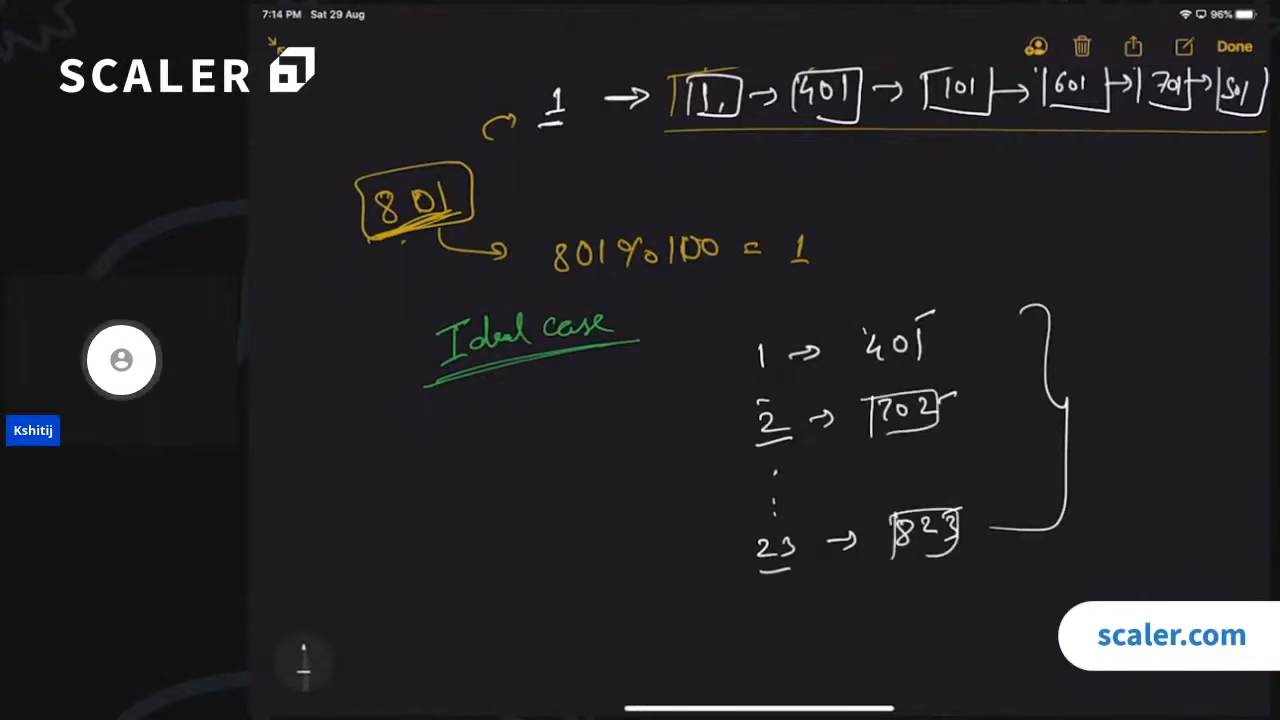 7:14 PM Sat 29 Aug
96%
Done
SCALER
1 → 1, → 401 → 101 → 601 → 701 → 501
801
801 % 100 = 1
Ideal case
1 → 401
2 → 702
23 → 823
Kshitij
scaler.com